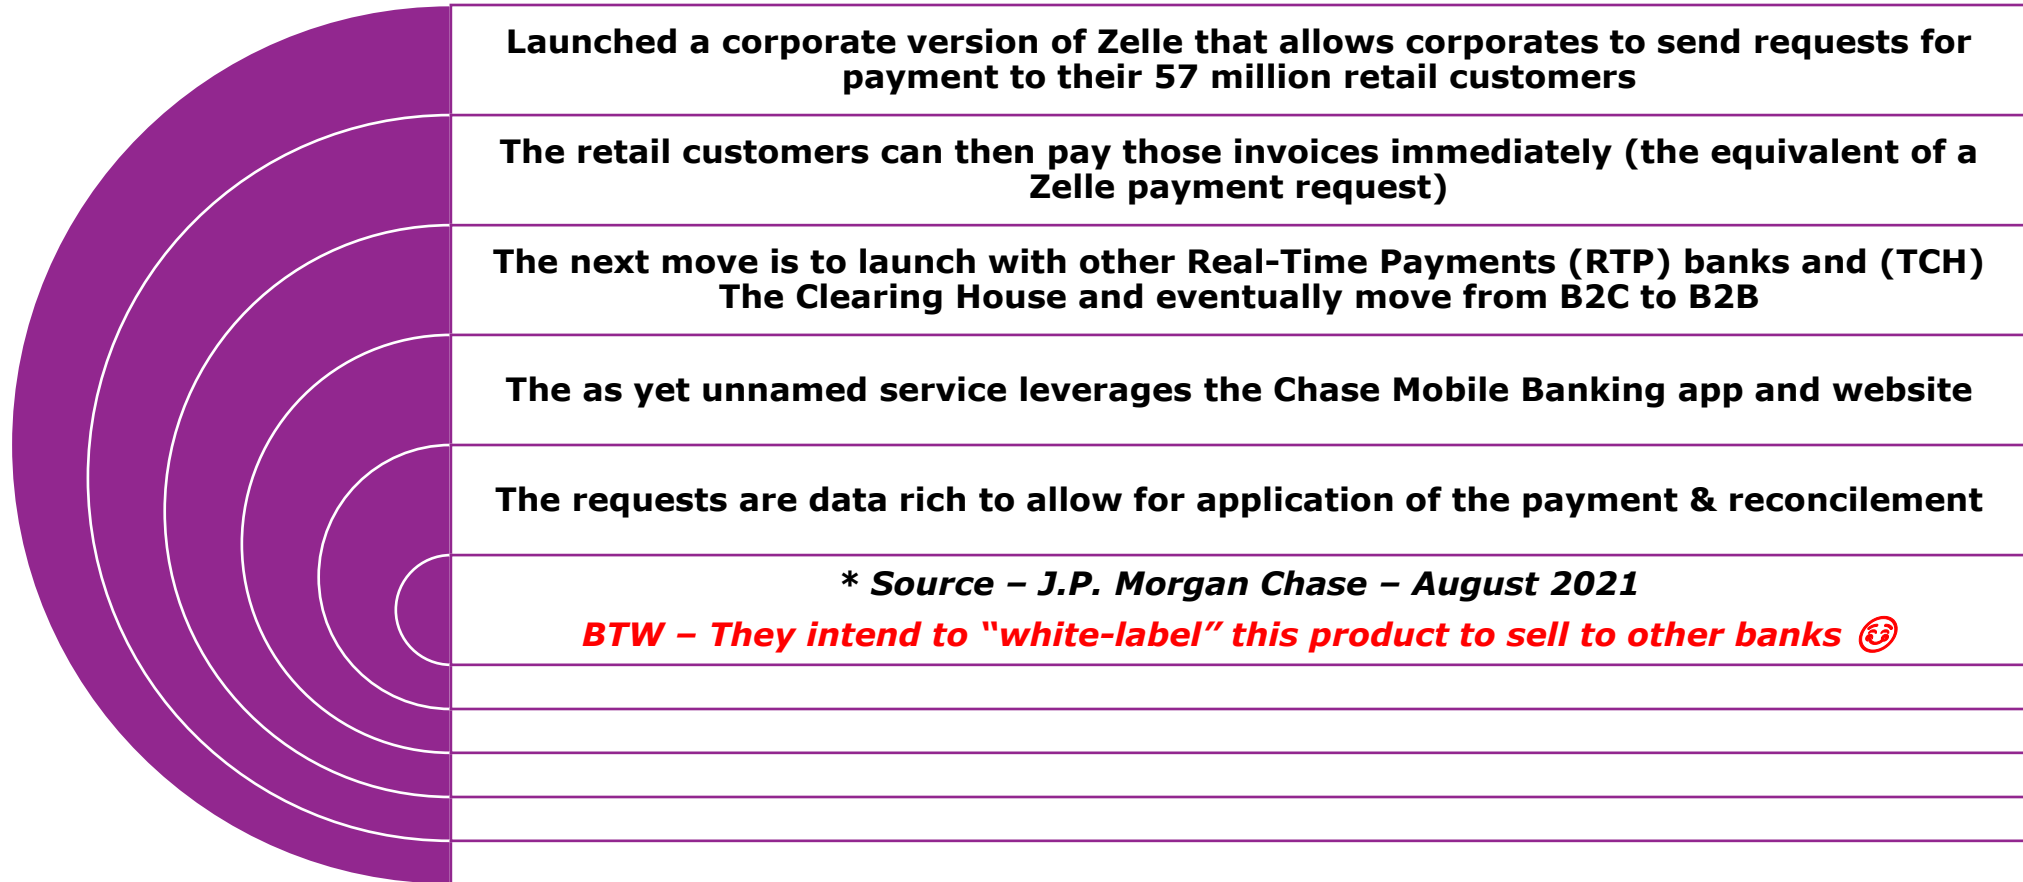 Launched a corporate version of Zelle that allows corporates to send requests for
payment to their 57 million retail customers
The retail customers can then pay those invoices immediately (the equivalent of a
Zelle payment request)
The next move is to launch with other Real-Time Payments (RTP) banks and (TCH)
The Clearing House and eventually move from B2C to B2B
The as yet unnamed service leverages the Chase Mobile Banking app and website
The requests are data rich to allow for application of the payment & reconcilement
* Source – J.P. Morgan Chase – August 2021
BTW – They intend to “white-label” this product to sell to other banks